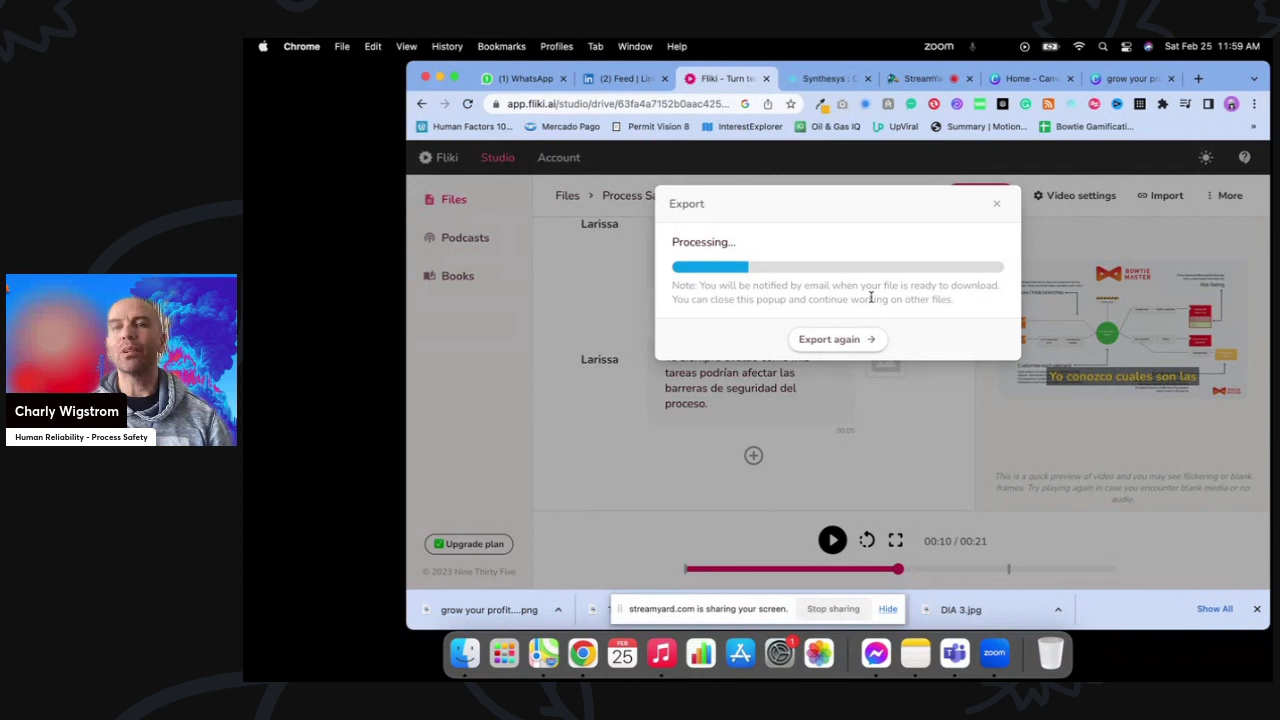 Chrome File Edit View History Bookmarks Profiles Tab Window Help zoom Sat Feb 25 11:59 AM
(1) WhatsApp (2) Feed | Lin Fliki - Turn te Synthesys : StreamYa Home - Canv grow your pr
app.fliki.ai/studio/drive/63fa4a7152b0aac425...
Human Factors 10... Mercado Pago Permit Vision 8 InterestExplorer Oil & Gas IQ UpViral Summary | Motion... Bowtie Gamificati...
Fliki Studio Account
Files
Podcasts
Books
Files > Process Sa Video settings Import More
Larissa
Export
Processing...
Note: You will be notified by email when your file is ready to download.
You can close this popup and continue working on other files.
Export again
Larissa
tareas podrían afectar las
barreras de seguridad del
proceso.
00:05
BOWTIE
MASTER
Yo conozco cuales son las
This is a quick preview of video and you may see flickering or blank
frames. Try playing again in case you encounter blank media or no
audio
Charly Wigstrom
Human Reliability - Process Safety
Upgrade plan
© 2023 Nine Thirty Five
00:10 / 00:21
grow your profit....png
streamyard.com is sharing your screen. Stop sharing Hide
DIA 3.jpg
Show All
FEB
25
1
zoom